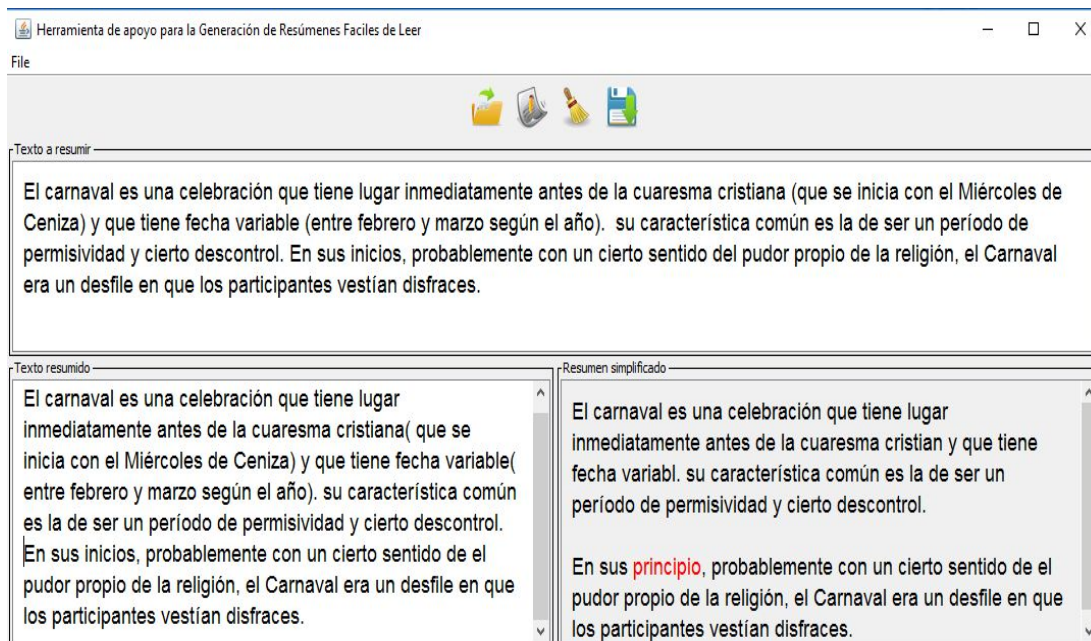 Herramienta de apoyo para la Generación de Resúmenes Faciles de Leer
File
Texto a resumir
El carnaval es una celebración que tiene lugar inmediatamente antes de la cuaresma cristiana (que se inicia con el Miércoles de
Ceniza) y que tiene fecha variable (entre febrero y marzo según el año).  su característica común es la de ser un período de
permisividad y cierto descontrol. En sus inicios, probablemente con un cierto sentido del pudor propio de la religión, el Carnaval
era un desfile en que los participantes vestían disfraces.
Texto resumido
El carnaval es una celebración que tiene lugar
inmediatamente antes de la cuaresma cristiana( que se
inicia con el Miércoles de Ceniza) y que tiene fecha variable(
entre febrero y marzo según el año). su característica común
es la de ser un período de permisividad y cierto descontrol.
En sus inicios, probablemente con un cierto sentido de el
pudor propio de la religión, el Carnaval era un desfile en que
los participantes vestían disfraces.
Resumen simplificado
El carnaval es una celebración que tiene lugar
inmediatamente antes de la cuaresma cristian y que tiene
fecha variabl. su característica común es la de ser un
período de permisividad y cierto descontrol.
En sus principio, probablemente con un cierto sentido de el
pudor propio de la religión, el Carnaval era un desfile en que
los participantes vestían disfraces.